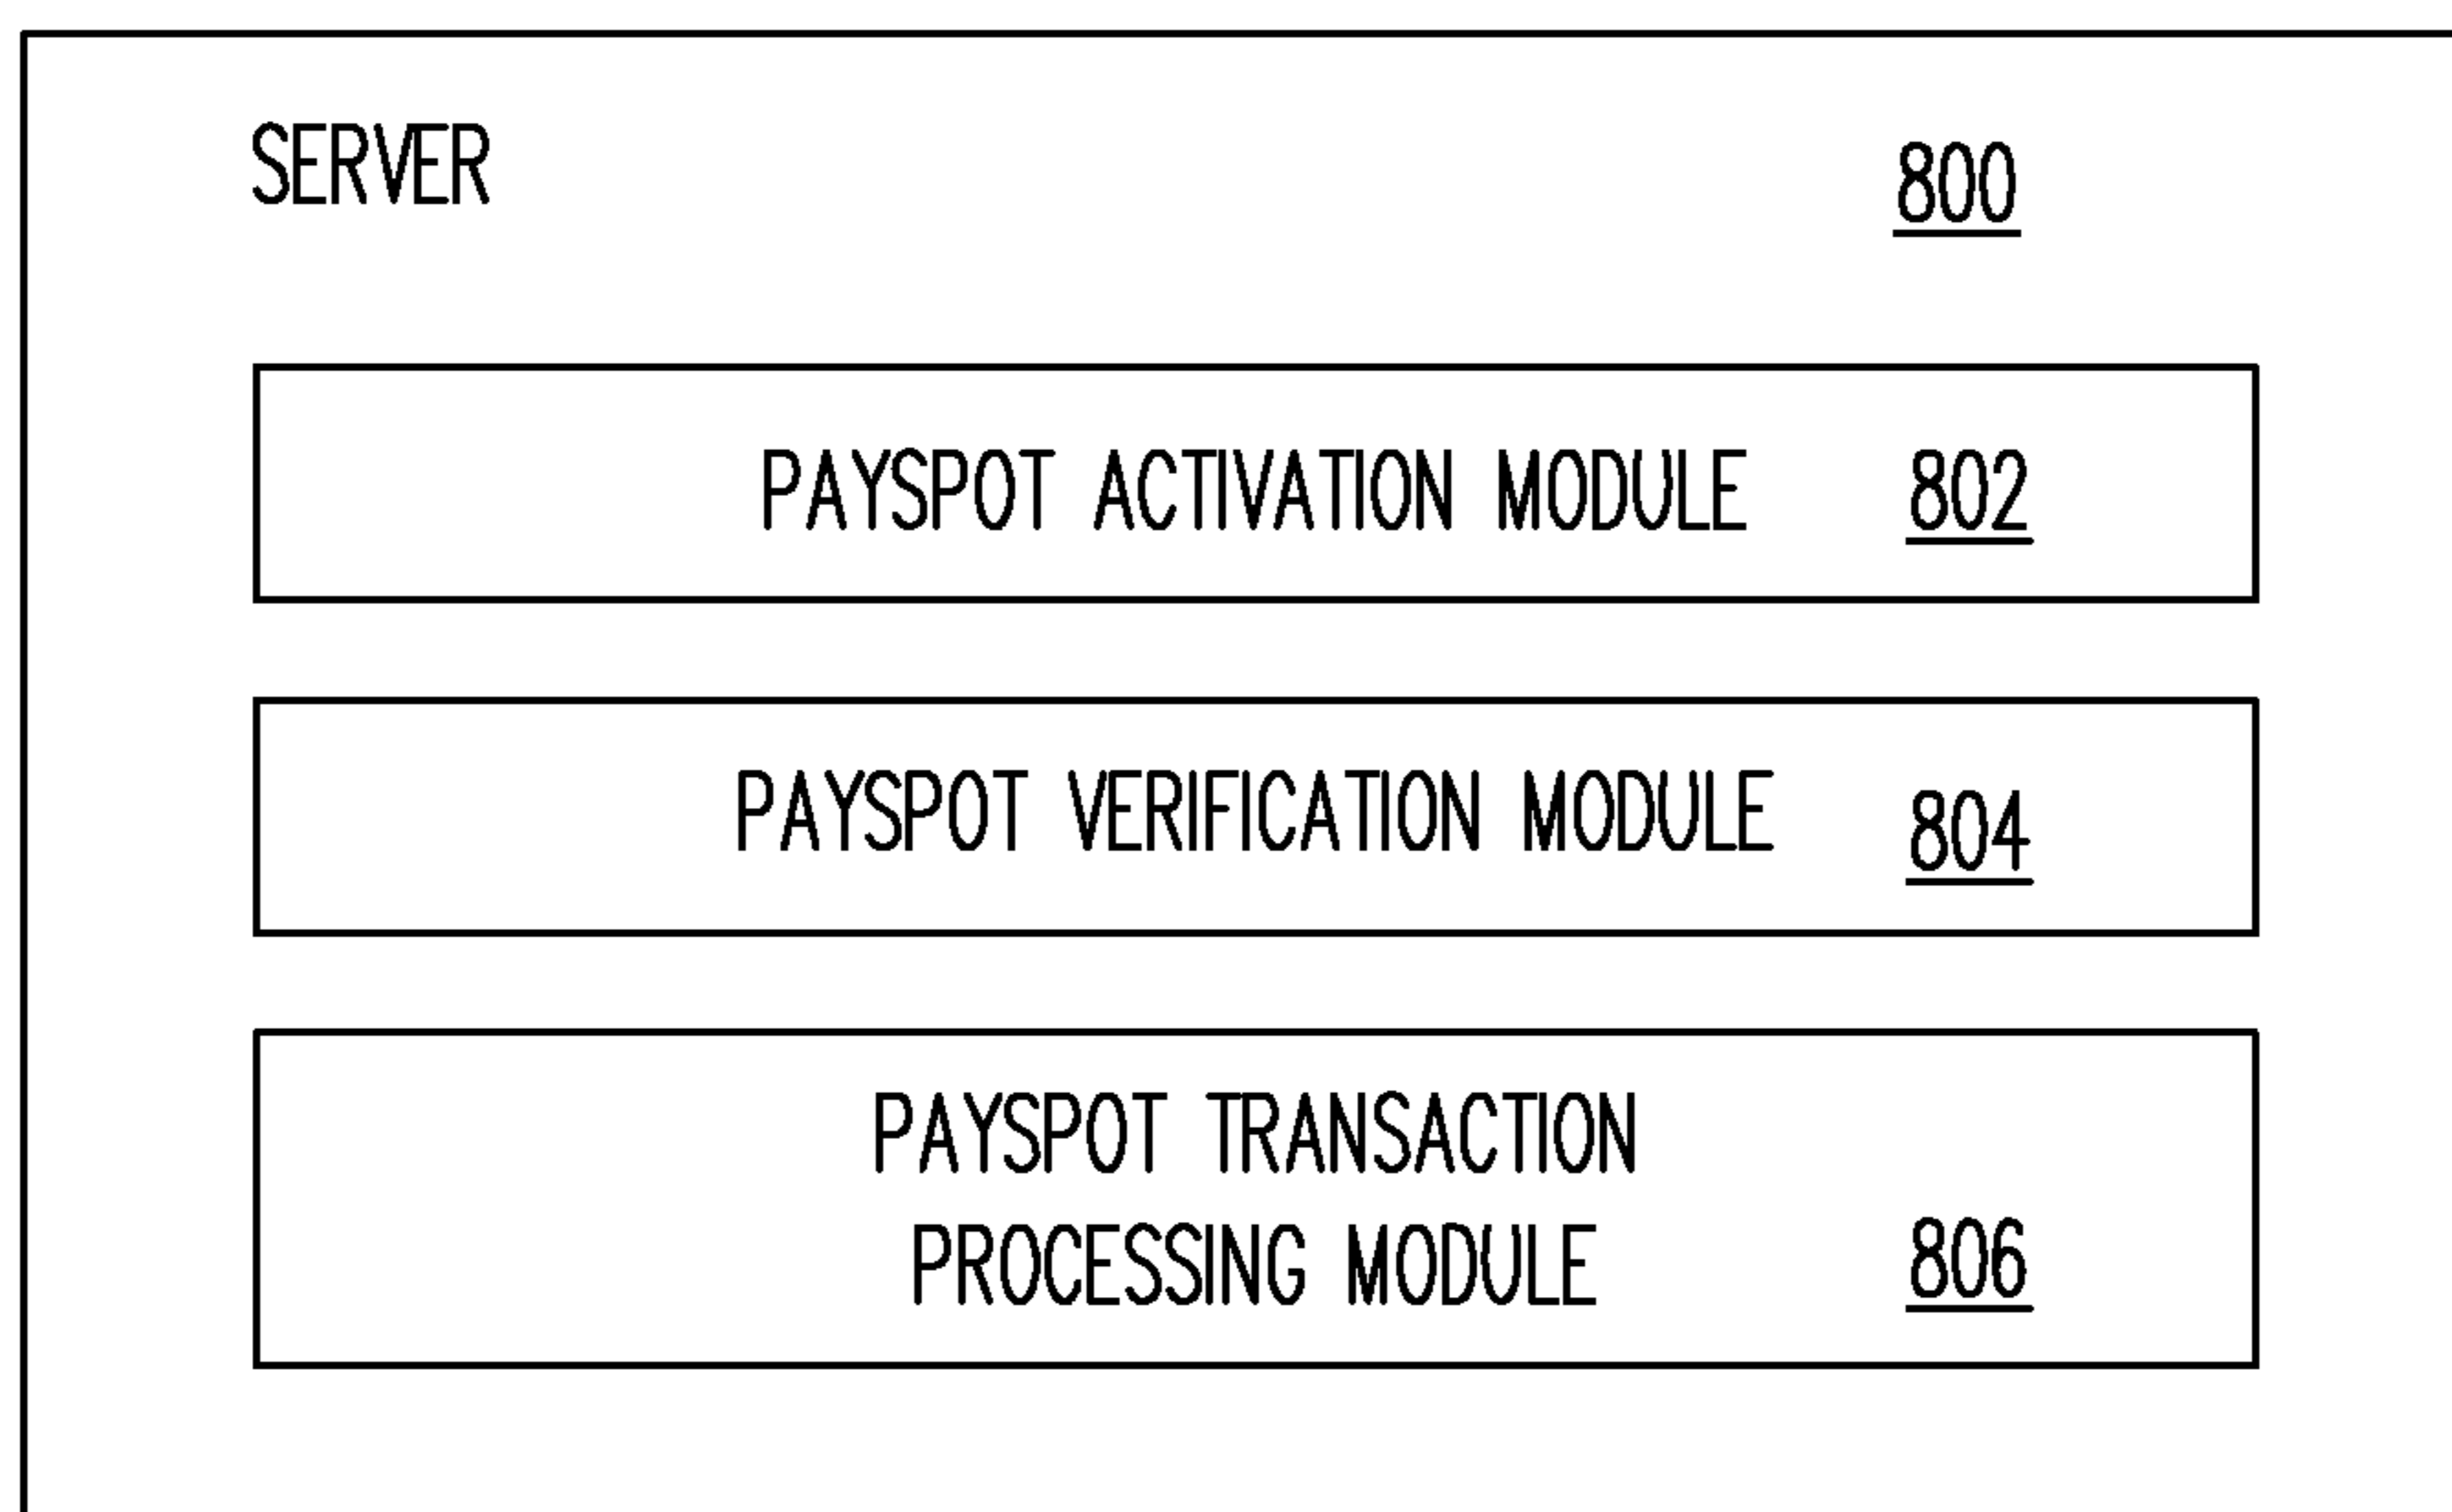 SERVER 800
PAYSPOT ACTIVATION MODULE 802
PAYSPOT VERIFICATION MODULE 804
PAYSPOT TRANSACTION
PROCESSING MODULE 806